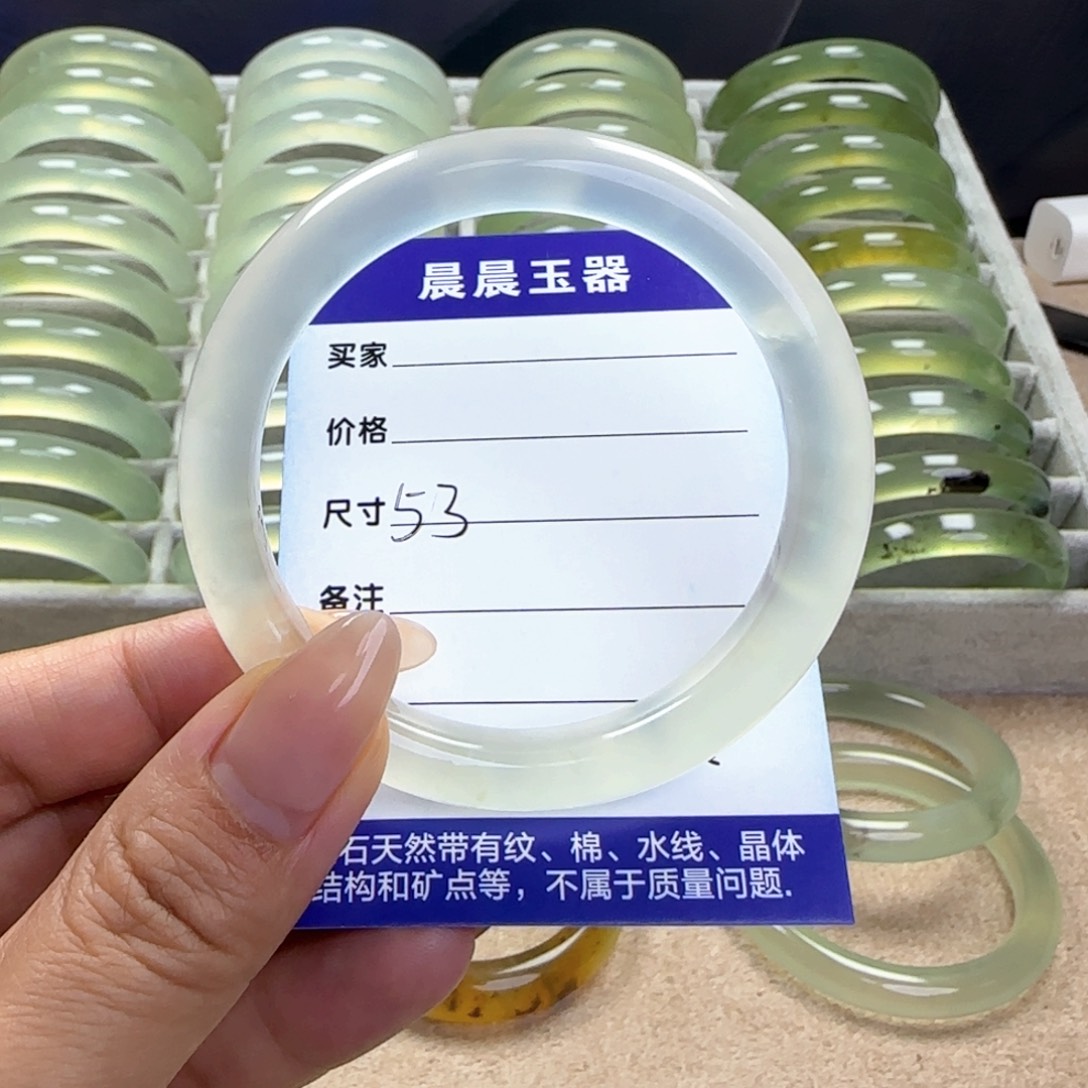 晨晨玉器
买家
价格
尺寸53
备注
石天然带有纹、棉、水线、晶体
结构和矿点等，不属于质量问题.